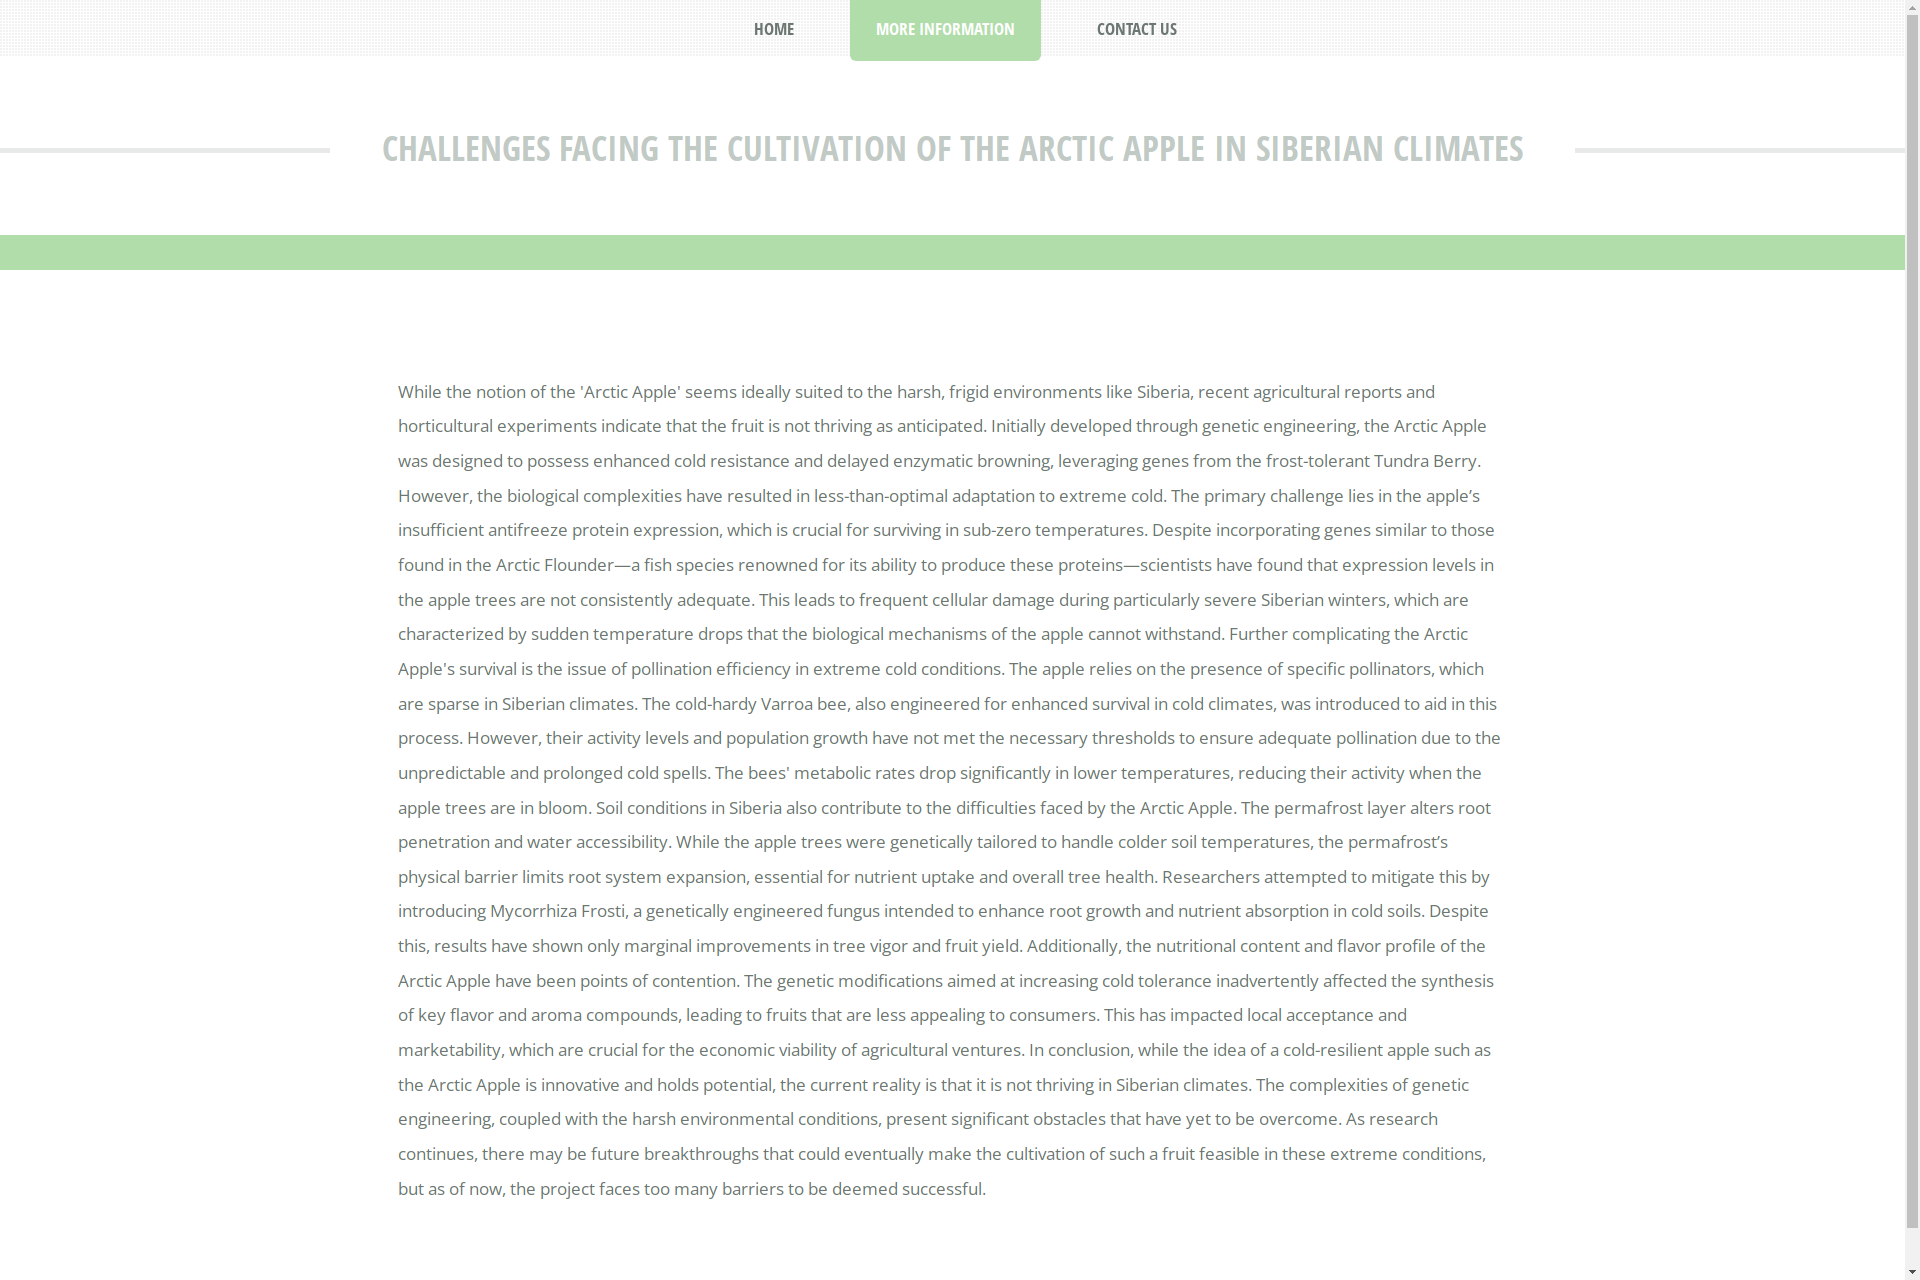 HOME
MORE INFORMATION
CONTACT US
CHALLENGES FACING THE CULTIVATION OF THE ARCTIC APPLE IN SIBERIAN CLIMATES
While the notion of the 'Arctic Apple' seems ideally suited to the harsh, frigid environments like Siberia, recent agricultural reports and
horticultural experiments indicate that the fruit is not thriving as anticipated. Initially developed through genetic engineering, the Arctic Apple
was designed to possess enhanced cold resistance and delayed enzymatic browning, leveraging genes from the frost-tolerant Tundra Berry.
However, the biological complexities have resulted in less-than-optimal adaptation to extreme cold. The primary challenge lies in the apple’s
insufficient antifreeze protein expression, which is crucial for surviving in sub-zero temperatures. Despite incorporating genes similar to those
found in the Arctic Flounder—a fish species renowned for its ability to produce these proteins—scientists have found that expression levels in
the apple trees are not consistently adequate. This leads to frequent cellular damage during particularly severe Siberian winters, which are
characterized by sudden temperature drops that the biological mechanisms of the apple cannot withstand. Further complicating the Arctic
Apple's survival is the issue of pollination efficiency in extreme cold conditions. The apple relies on the presence of specific pollinators, which
are sparse in Siberian climates. The cold-hardy Varroa bee, also engineered for enhanced survival in cold climates, was introduced to aid in this
process. However, their activity levels and population growth have not met the necessary thresholds to ensure adequate pollination due to the
unpredictable and prolonged cold spells. The bees' metabolic rates drop significantly in lower temperatures, reducing their activity when the
apple trees are in bloom. Soil conditions in Siberia also contribute to the difficulties faced by the Arctic Apple. The permafrost layer alters root
penetration and water accessibility. While the apple trees were genetically tailored to handle colder soil temperatures, the permafrost’s
physical barrier limits root system expansion, essential for nutrient uptake and overall tree health. Researchers attempted to mitigate this by
introducing Mycorrhiza Frosti, a genetically engineered fungus intended to enhance root growth and nutrient absorption in cold soils. Despite
this, results have shown only marginal improvements in tree vigor and fruit yield. Additionally, the nutritional content and flavor profile of the
Arctic Apple have been points of contention. The genetic modifications aimed at increasing cold tolerance inadvertently affected the synthesis
of key flavor and aroma compounds, leading to fruits that are less appealing to consumers. This has impacted local acceptance and
marketability, which are crucial for the economic viability of agricultural ventures. In conclusion, while the idea of a cold-resilient apple such as
the Arctic Apple is innovative and holds potential, the current reality is that it is not thriving in Siberian climates. The complexities of genetic
engineering, coupled with the harsh environmental conditions, present significant obstacles that have yet to be overcome. As research
continues, there may be future breakthroughs that could eventually make the cultivation of such a fruit feasible in these extreme conditions,
but as of now, the project faces too many barriers to be deemed successful.